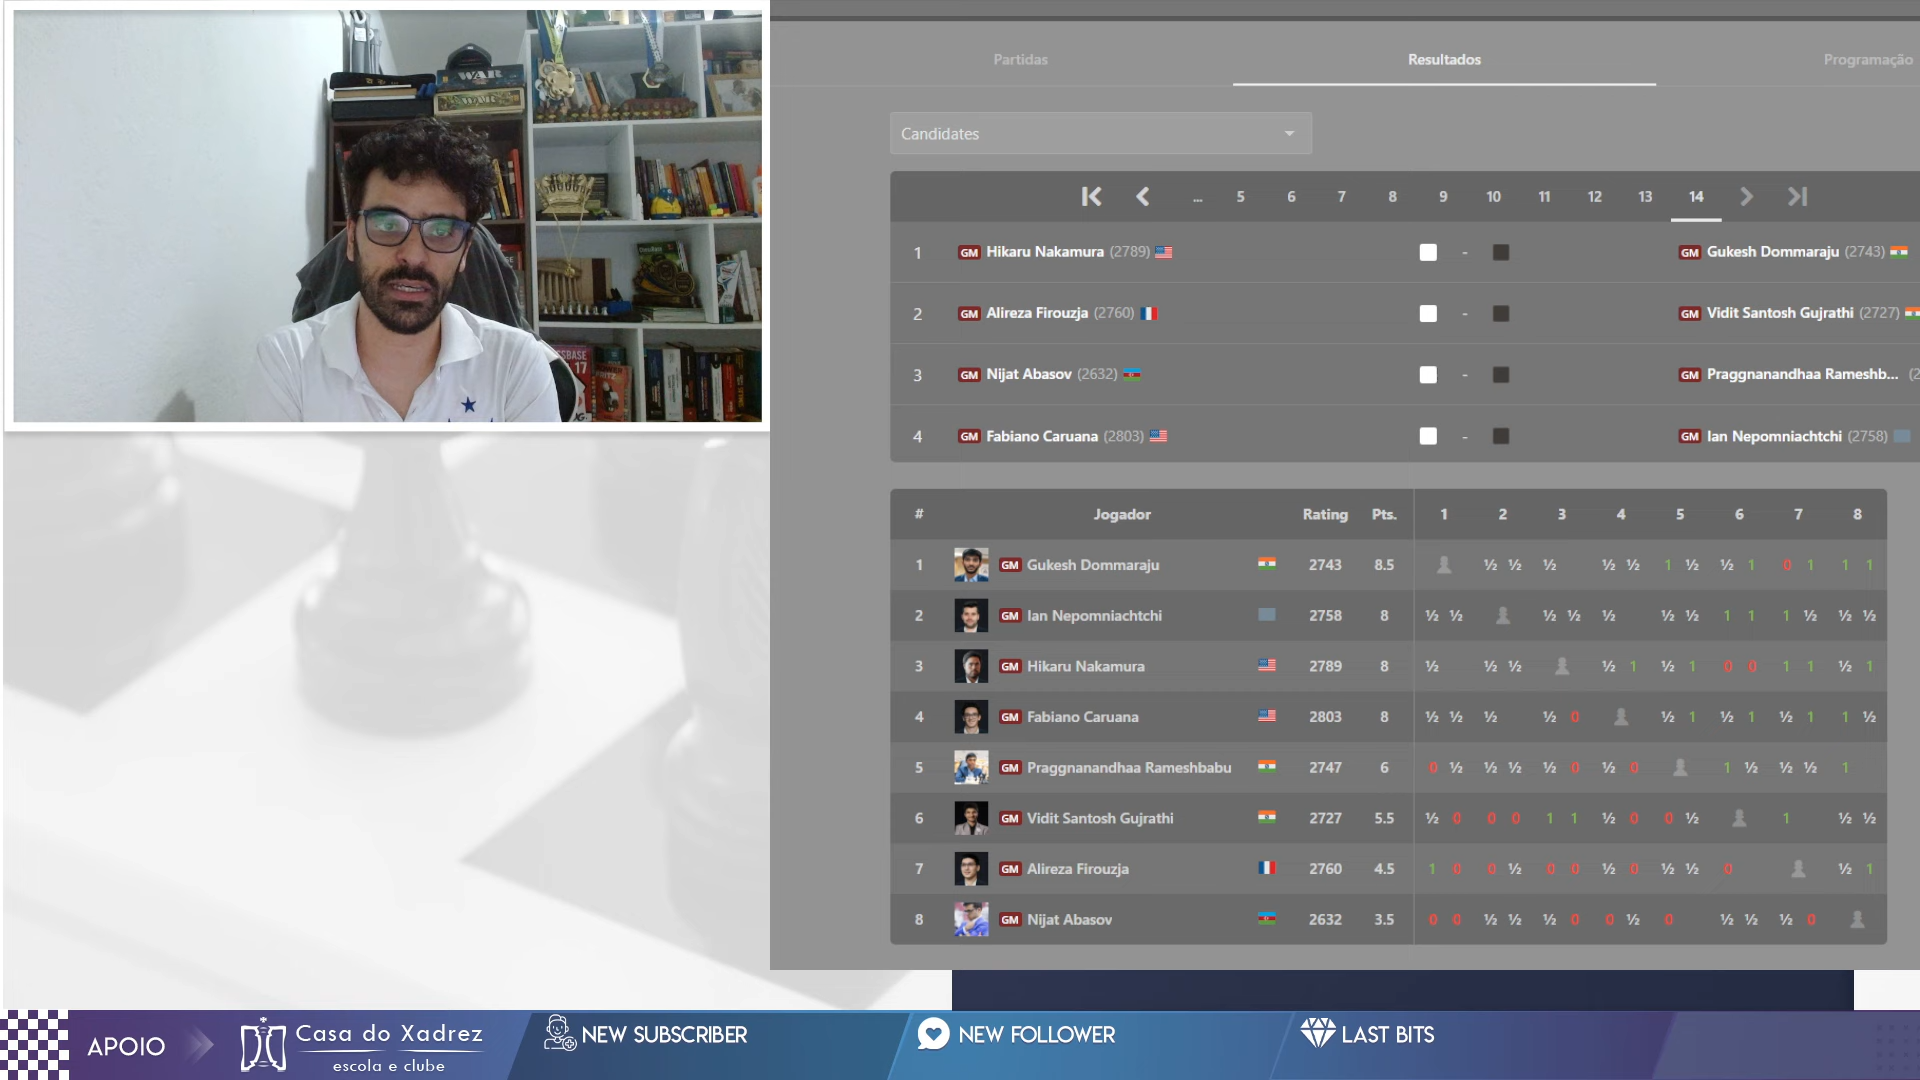 WAR
Partidas
Resultados
Programação
Candidates
... 5 6 7 8 9 10 11 12 13 14
1 GM Hikaru Nakamura (2789) - GM Gukesh Dommaraju (2743)
2 GM Alireza Firouzja (2760) - GM Vidit Santosh Gujrathi (2727)
3 GM Nijat Abasov (2632) - GM Praggnanandhaa Rameshb... (2
4 GM Fabiano Caruana (2803) - GM Ian Nepomniachtchi (2758)
# Jogador Rating Pts. 1 2 3 4 5 6 7 8
1 GM Gukesh Dommaraju 2743 8.5 ½ ½ ½ ½ ½ 1 ½ ½ 1 0 1 1 1
2 GM Ian Nepomniachtchi 2758 8 ½ ½ ½ ½ ½ ½ ½ 1 1 1 ½ ½ ½
3 GM Hikaru Nakamura 2789 8 ½ ½ ½ ½ 1 ½ 1 0 0 1 1 ½ 1
4 GM Fabiano Caruana 2803 8 ½ ½ ½ ½ 0 ½ 1 ½ 1 ½ 1 1 ½
5 GM Praggnanandhaa Rameshbabu 2747 6 0 ½ ½ ½ ½ 0 ½ 0 1 ½ ½ ½ 1
6 GM Vidit Santosh Gujrathi 2727 5.5 ½ 0 0 0 1 1 ½ 0 0 ½ 1 ½ ½
7 GM Alireza Firouzja 2760 4.5 1 0 0 ½ 0 0 ½ 0 ½ ½ 0 ½ 1
8 GM Nijat Abasov 2632 3.5 0 0 ½ ½ ½ 0 0 ½ 0 ½ ½ ½ 0
APOIO
Casa do Xadrez
escola e clube
NEW SUBSCRIBER
NEW FOLLOWER
LAST BITS